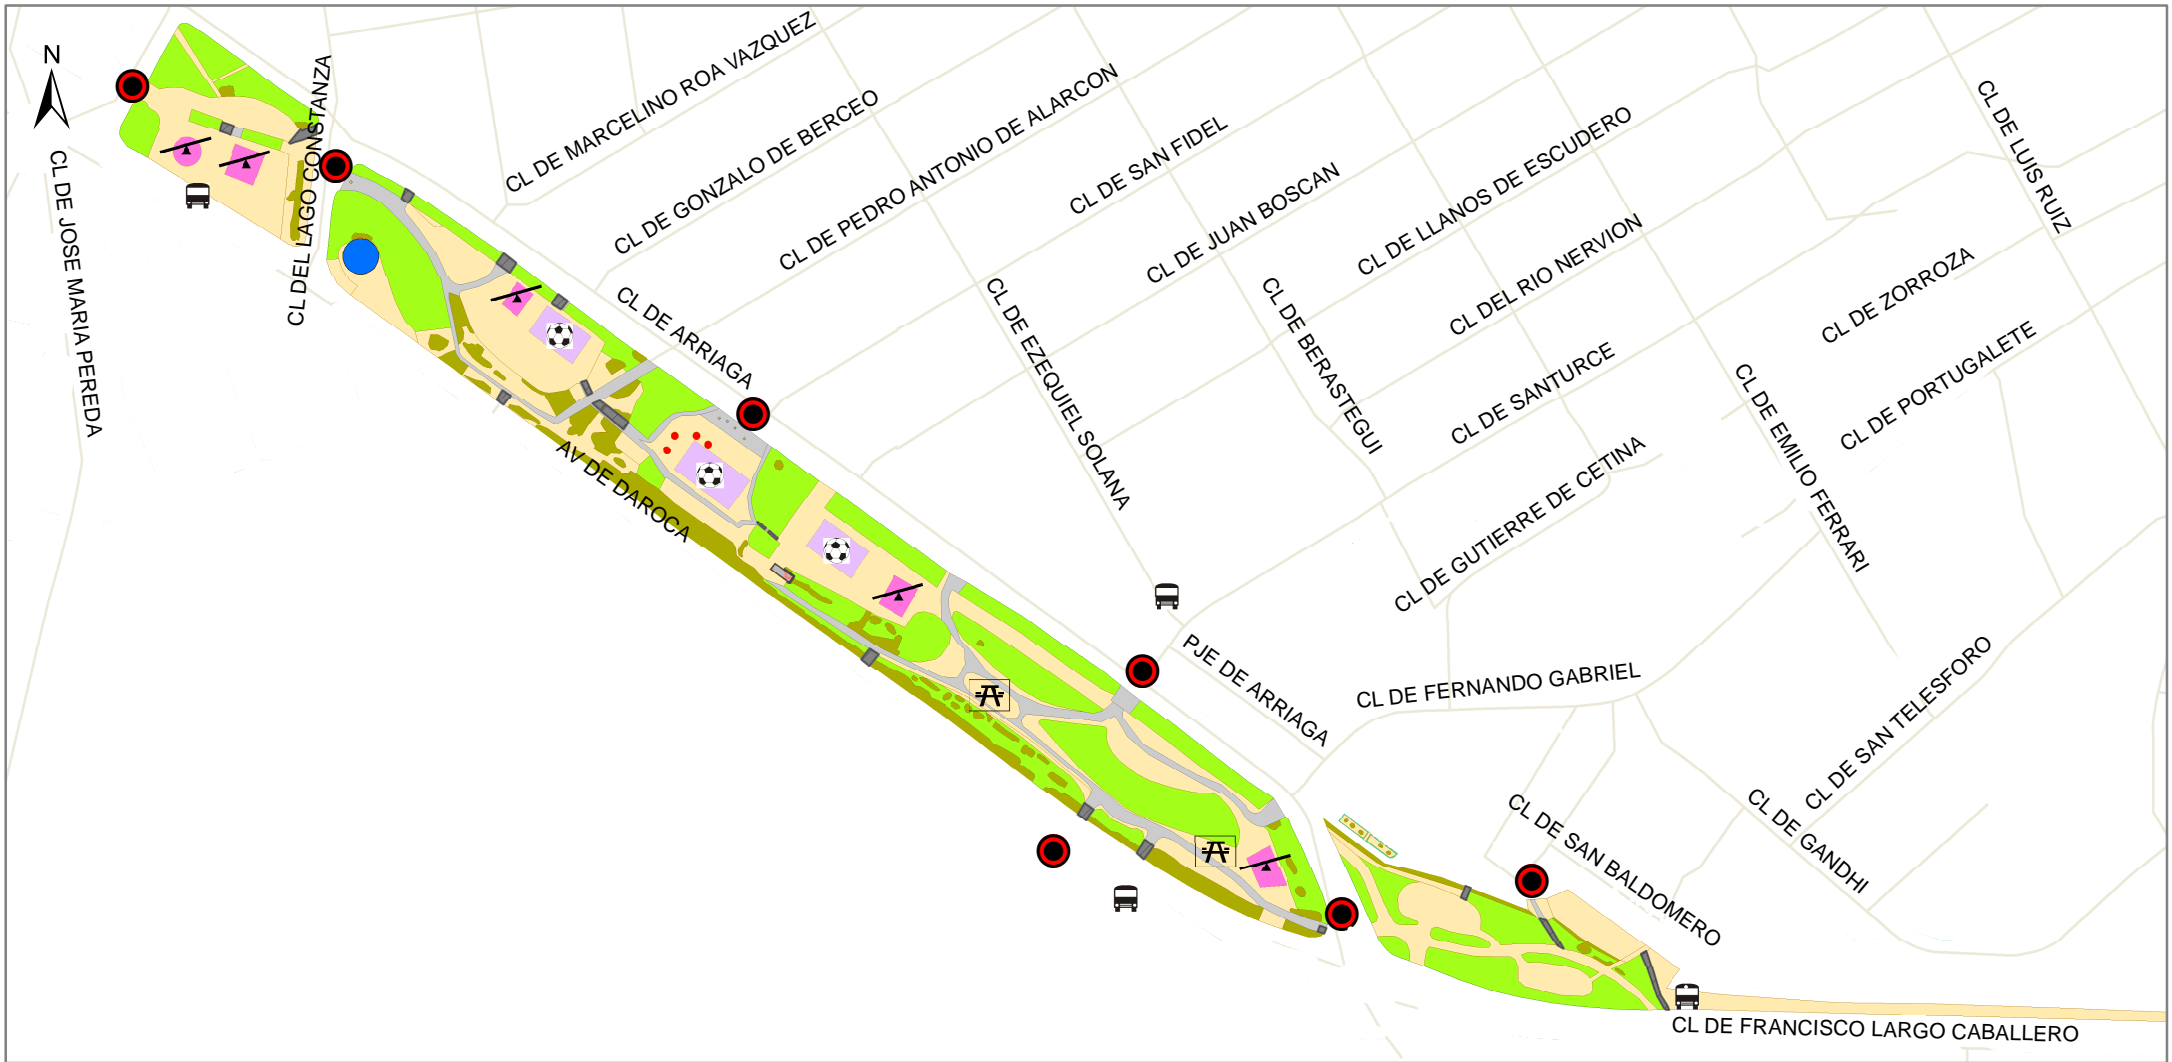 N
CL DE JOSE MARIA PEREDA
CL DEL LAGO CONSTANZA
CL DE MARCELINO ROA VAZQUEZ
CL DE GONZALO DE BERCEO
CL DE PEDRO ANTONIO DE ALARCON
CL DE SAN FIDEL
CL DE JUAN BOSCAN
CL DE LLANOS DE ESCUDERO
CL DEL RIO NERVION
CL DE LUIS RUIZ
CL DE ZORROZA
CL DE PORTUGALETE
CL DE ARRIAGA
CL DE EZEQUIEL SOLANA
CL DE BERASTEGUI
CL DE SANTURCE
CL DE GUTIERRE DE CETINA
CL DE EMILIO FERRARI
AV DE DAROCA
PJE DE ARRIAGA
CL DE FERNANDO GABRIEL
CL DE SAN TELESFORO
CL DE SAN BALDOMERO
CL DE GANDHI
CL DE FRANCISCO LARGO CABALLERO